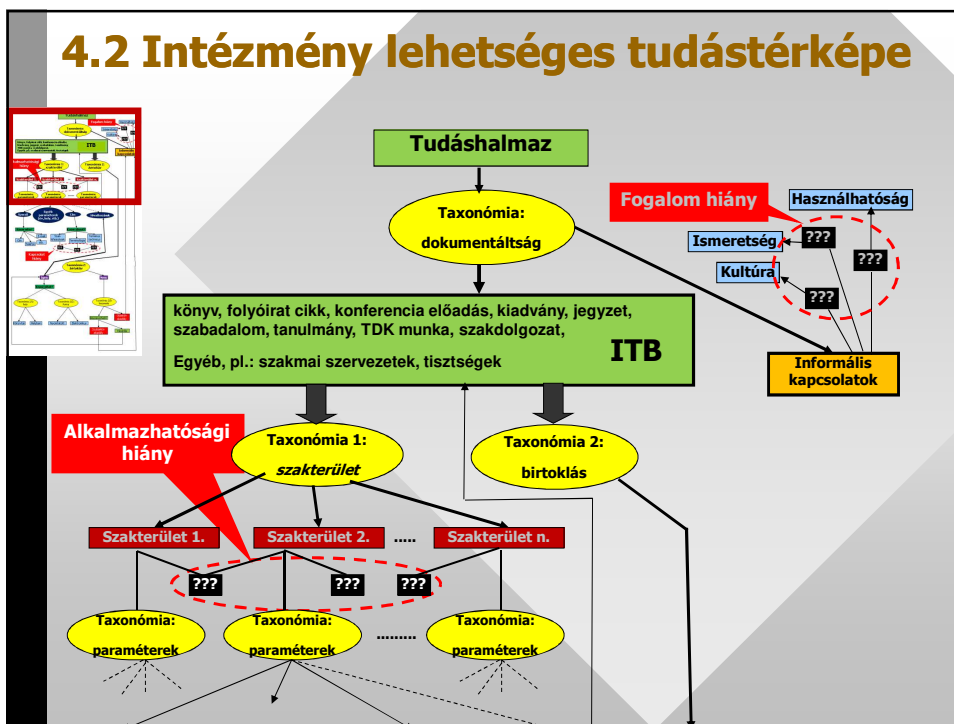 4.2 Intézmény lehetséges tudástérképe
Tudáshalmaz
Taxonómia:
dokumentáltság
Fogalom hiány
Használhatóság
Ismeretség
Kultúra
???
???
???
Informális
kapcsolatok
könyv, folyóirat cikk, konferencia előadás, kiadvány, jegyzet,
szabadalom, tanulmány, TDK munka, szakdolgozat,
Egyéb, pl.: szakmai szervezetek, tisztségek
ITB
Alkalmazhatósági
hiány
Taxonómia 1:
szakterület
Taxonómia 2:
birtoklás
Szakterület 1.
Szakterület 2.
.....
Szakterület n.
???
???
???
Taxonómia:
paraméterek
Taxonómia:
paraméterek
.........
Taxonómia:
paraméterek